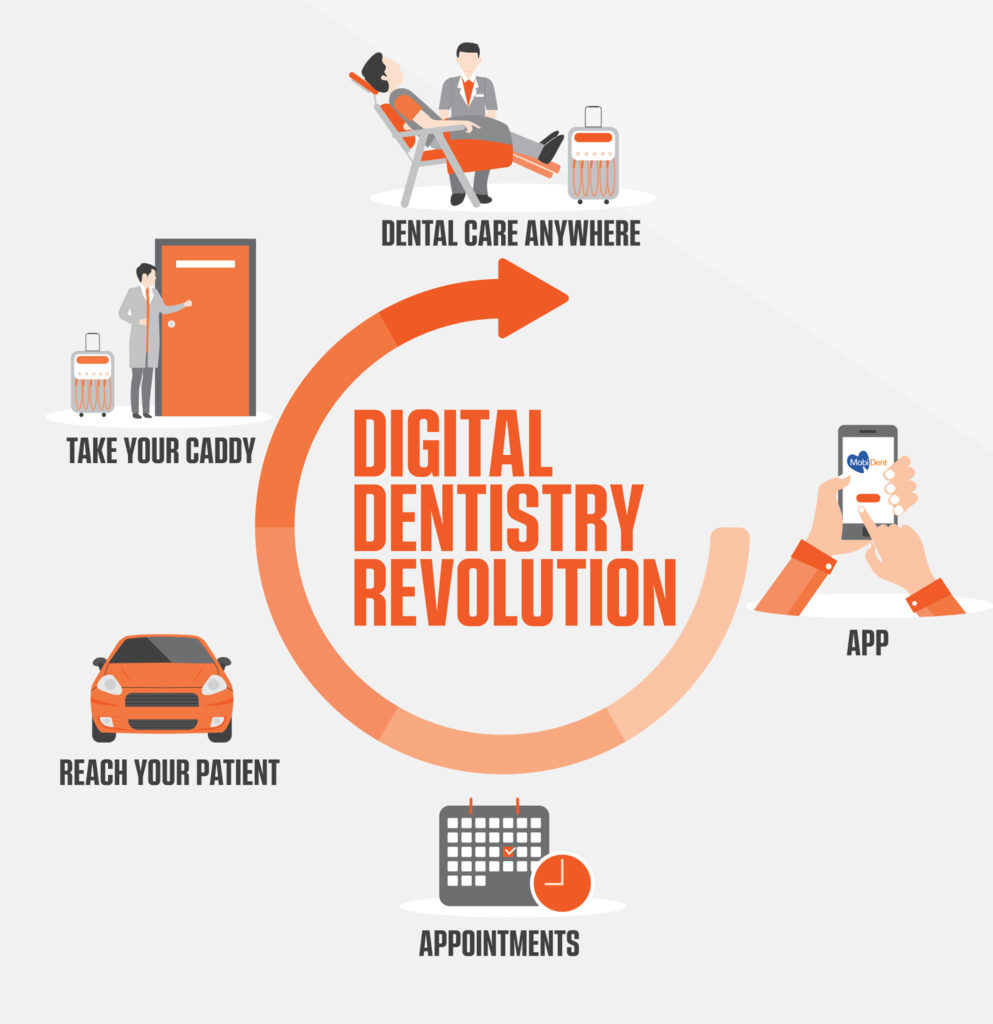 DENTAL CARE ANYWHERE
TAKE YOUR CADDY
DIGITAL
DENTISTRY
REVOLUTION
MobiDent
APP
REACH YOUR PATIENT
APPOINTMENTS